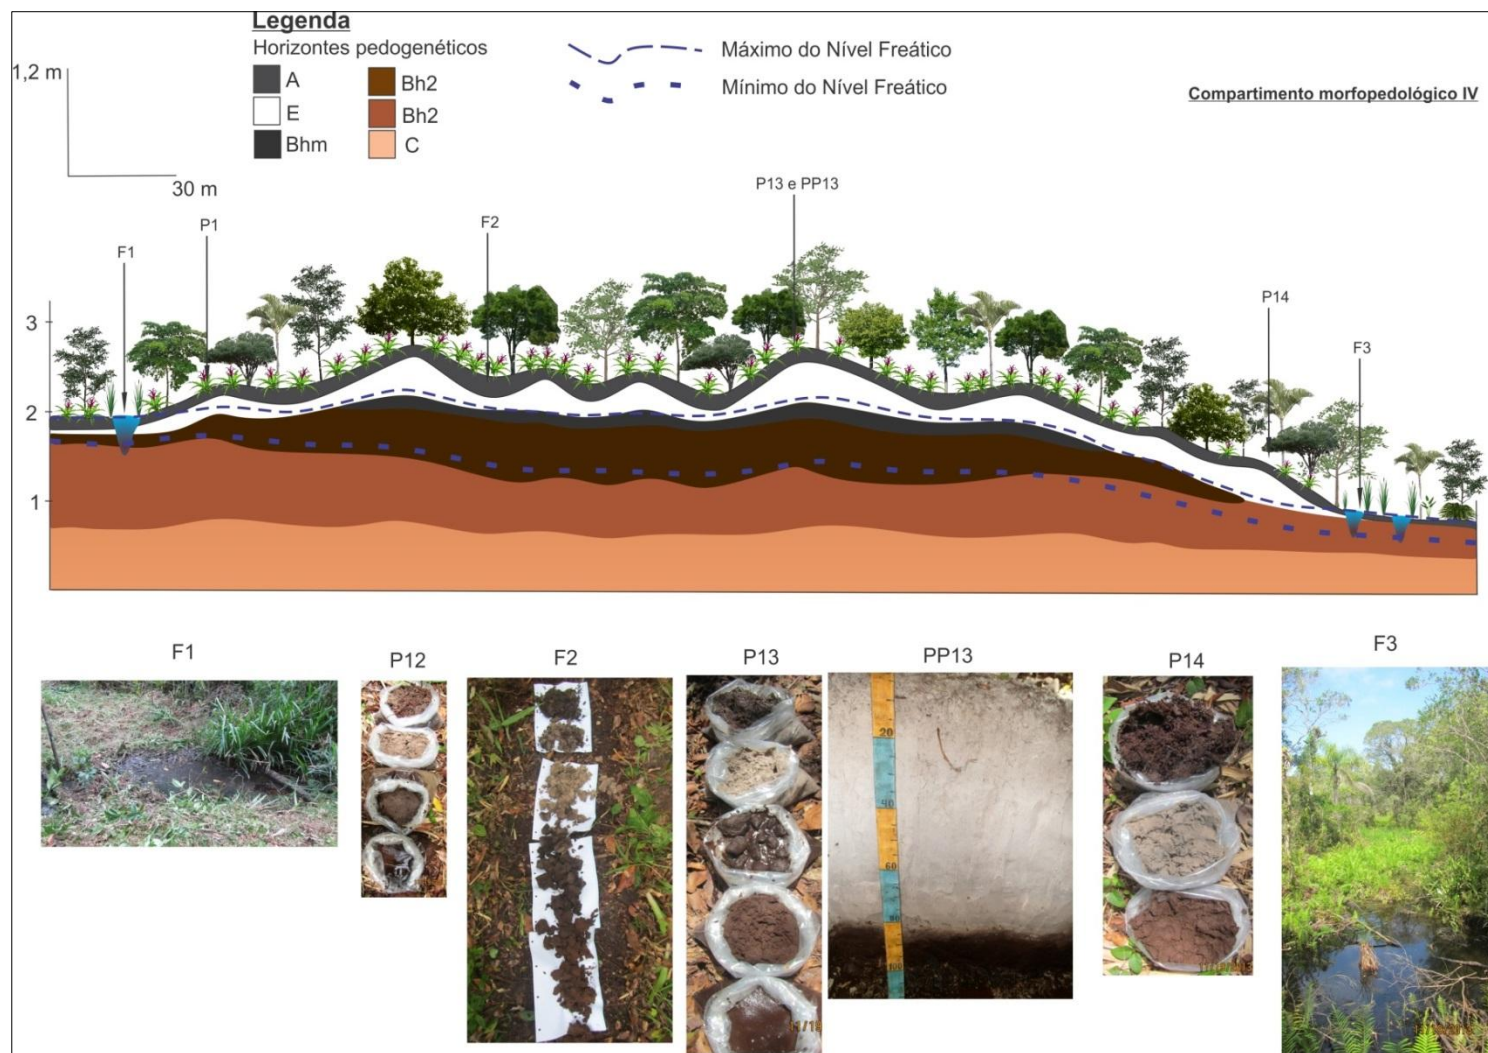 Legenda
Horizontes pedogenéticos
A
Bh2
E
Bh2
Bhm
C
Máximo do Nível Freático
Mínimo do Nível Freático
Compartimento morfopedológico IV
1,2 m
30 m
F1
P1
F2
P13 e PP13
P14
F3
3
2
1
F1
P12
F2
P13
PP13
P14
F3
20
40
60
80
100